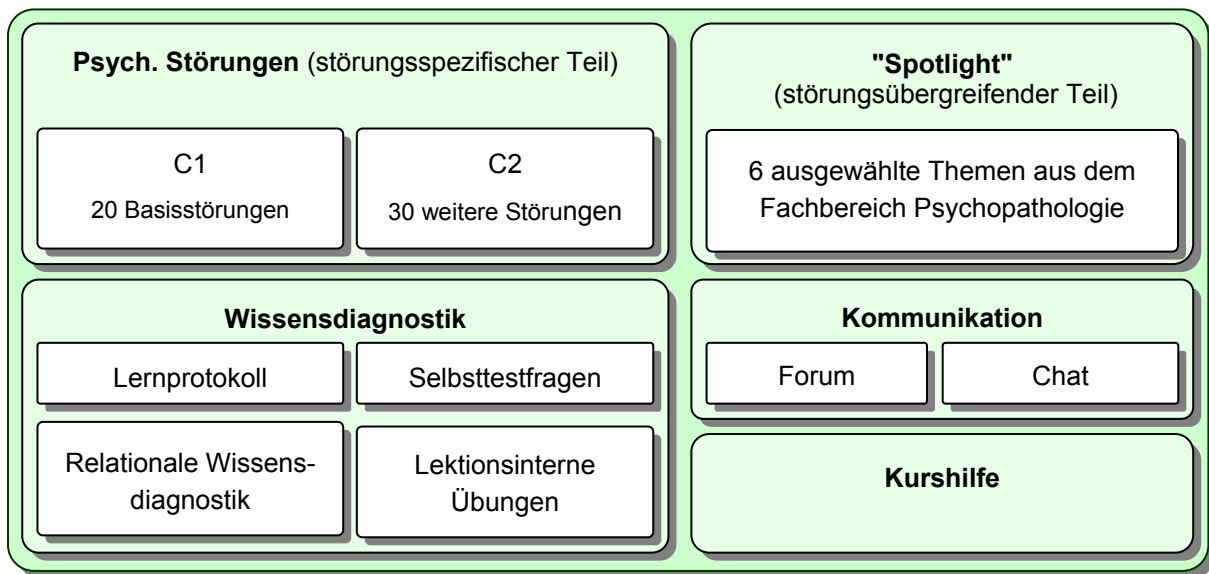 Psych. Störungen (störungsspezifischer Teil)
C1
20 Basisstörungen
C2
30 weitere Störungen
"Spotlight"
(störungsübergreifender Teil)
6 ausgewählte Themen aus dem
Fachbereich Psychopathologie
Wissensdiagnostik
Lernprotokoll
Selbsttestfragen
Relationale Wissens-
diagnostik
Lektionsinterne
Übungen
Kommunikation
Forum
Chat
Kurshilfe